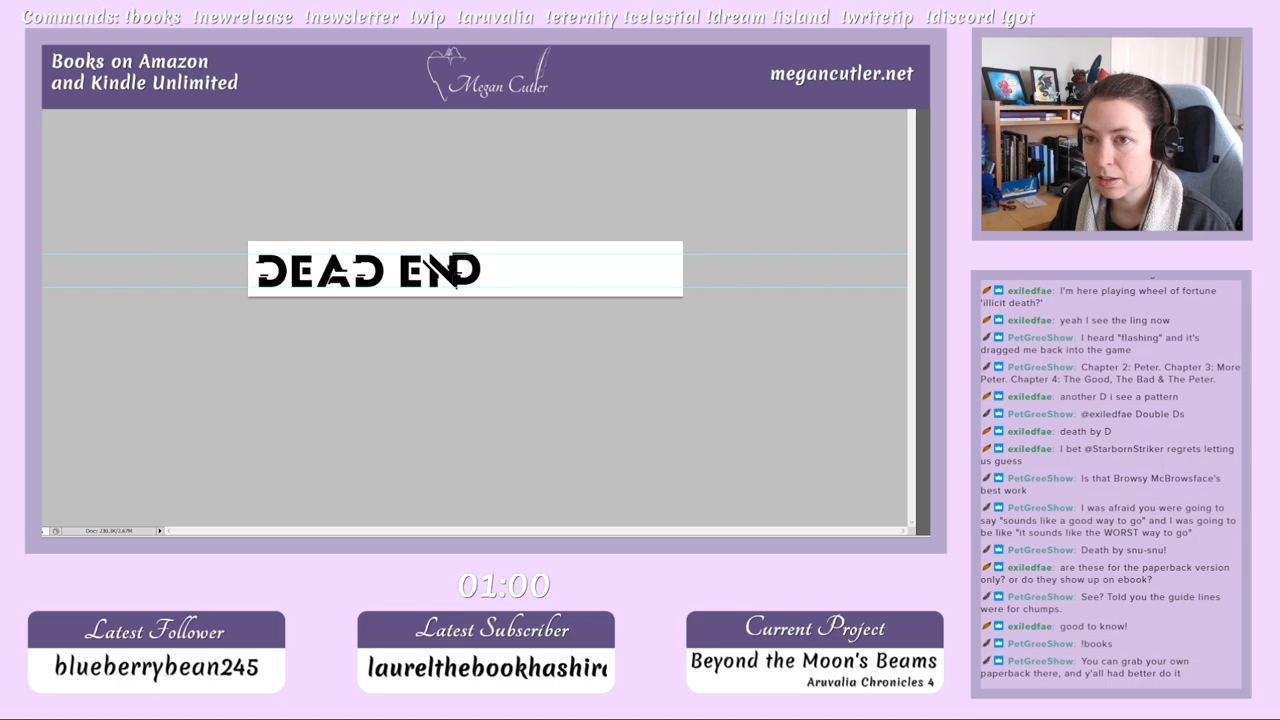 Commands: !books !newrelease !newsletter !wip !aruvalia !eternity !celestial !dream !island !writetip !discord !got
Books on Amazon
and Kindle Unlimited
Megan Cutler
megancutler.net
DEAD END
Doc: 230.3K/2.67M
01:00
Latest Follower
blueberrybean245
Latest Subscriber
laurelthebookhashira
Current Project
Beyond the Moon's Beams
Aruvalia Chronicles 4
exiledfae: I'm here playing wheel of fortune
'illicit death?'
exiledfae: yeah I see the ling now
PetGreeShow: I heard "flashing" and it's
dragged me back into the game
PetGreeShow: Chapter 2: Peter. Chapter 3: More
Peter. Chapter 4: The Good, The Bad & The Peter.
exiledfae: another D i see a pattern
PetGreeShow: @exiledfae Double Ds
exiledfae: death by D
exiledfae: I bet @StarbornStriker regrets letting
us guess
PetGreeShow: Is that Browsy McBrowsface's
best work
PetGreeShow: I was afraid you were going to
say "sounds like a good way to go" and I was going to
be like "it sounds like the WORST way to go"
PetGreeShow: Death by snu-snu!
exiledfae: are these for the paperback version
only? or do they show up on ebook?
PetGreeShow: See? Told you the guide lines
were for chumps.
exiledfae: good to know!
PetGreeShow: !books
PetGreeShow: You can grab your own
paperback there, and y'all had better do it